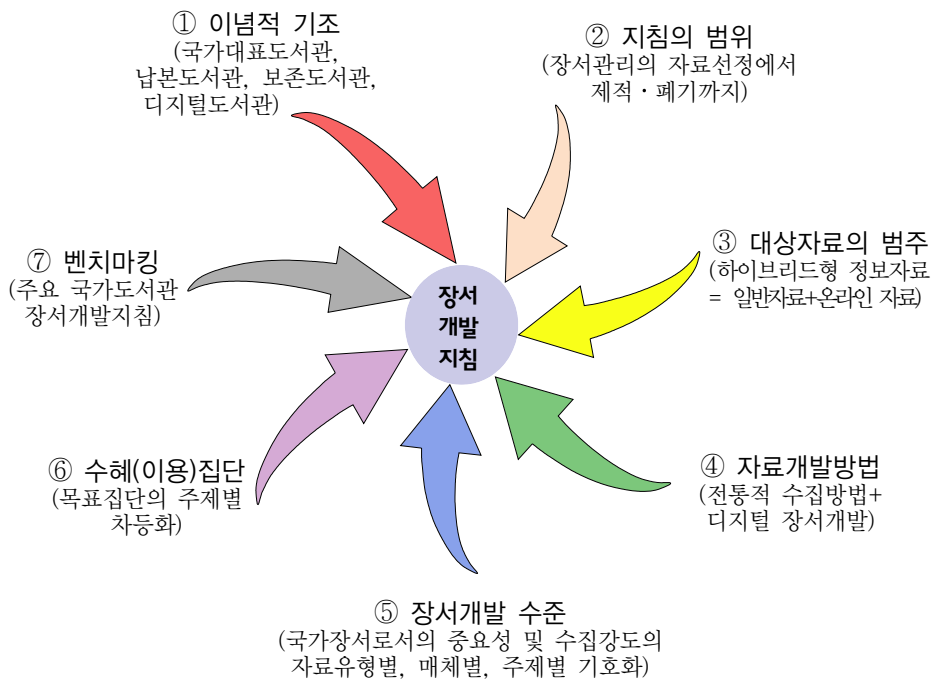 ① 이념적 기조
(국가대표도서관,
납본도서관, 보존도서관,
디지털도서관)
② 지침의 범위
(장서관리의 자료선정에서
제적・폐기까지)
③ 대상자료의 범주
(하이브리드형 정보자료
= 일반자료+온라인 자료)
④ 자료개발방법
(전통적 수집방법+
디지털 장서개발)
⑤ 장서개발 수준
(국가장서로서의 중요성 및 수집강도의
자료유형별, 매체별, 주제별 기호화)
⑥ 수혜(이용)집단
(목표집단의 주제별
차등화)
⑦ 벤치마킹
(주요 국가도서관
장서개발지침)
장서
개발
지침